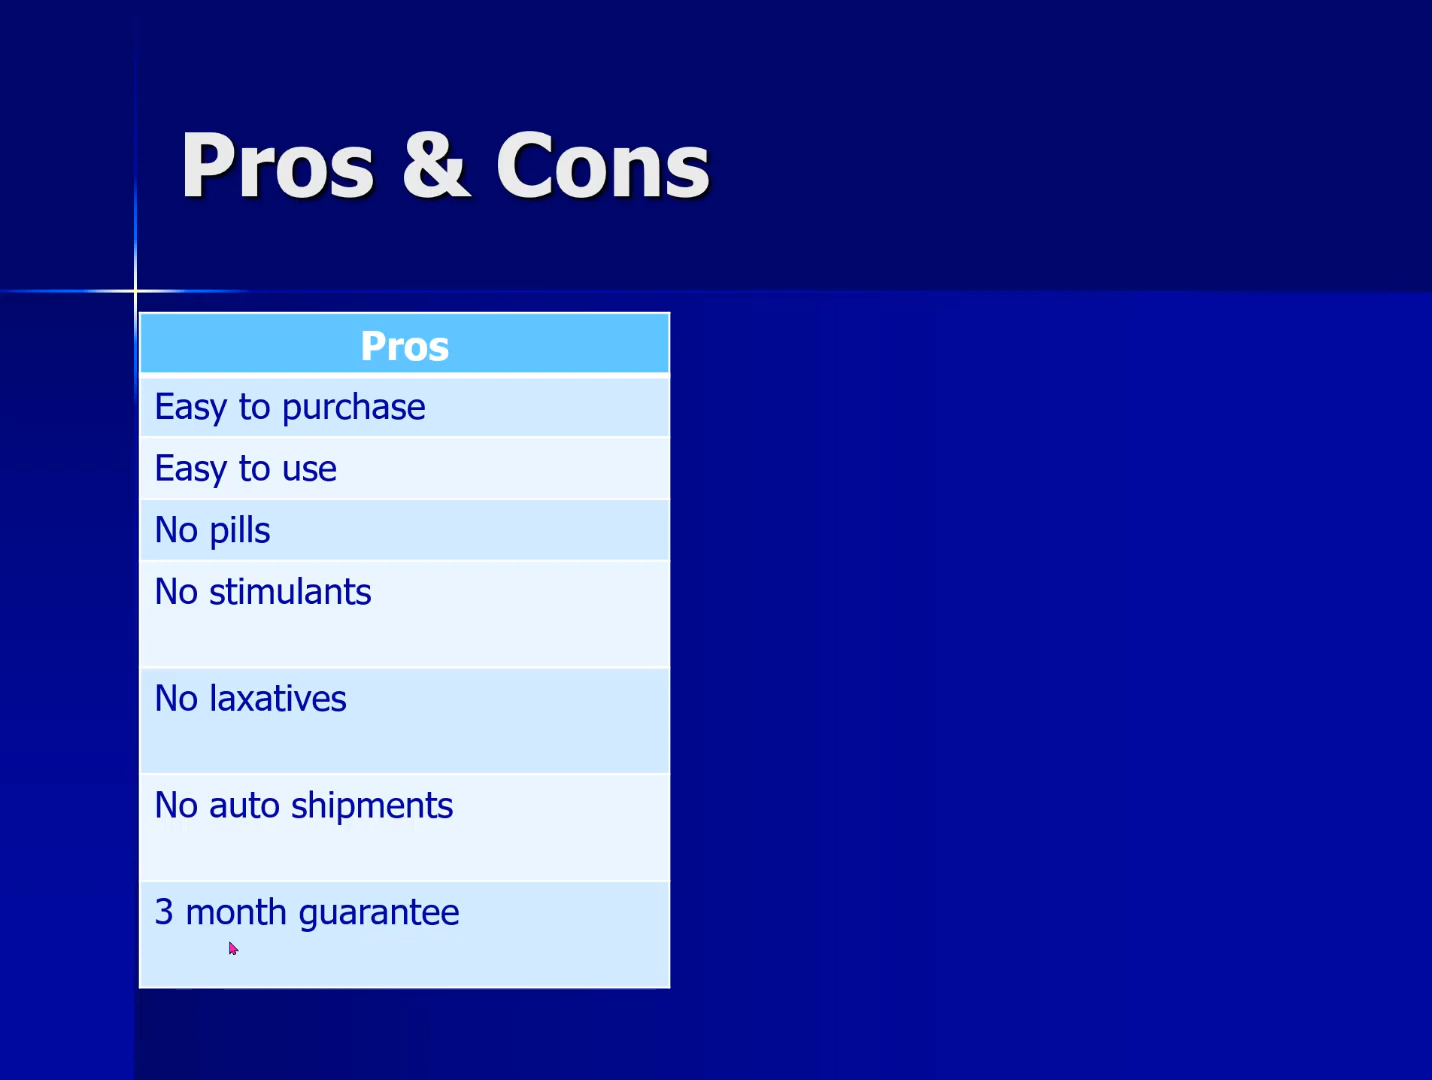 Pros & Cons
Pros
Easy to purchase
Easy to use
No pills
No stimulants
No laxatives
No auto shipments
3 month guarantee